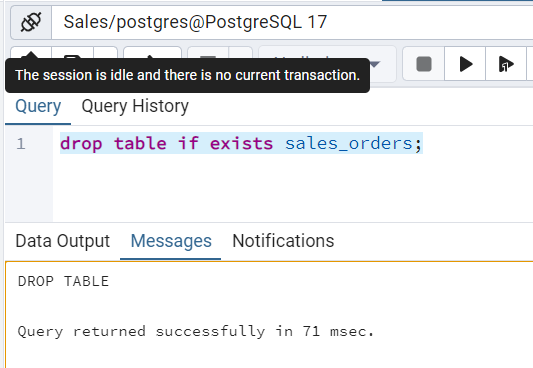 Sales/postgres@PostgreSQL 17
The session is idle and there is no current transaction.
Query Query History
1 drop table if exists sales_orders;
Data Output Messages Notifications
DROP TABLE
Query returned successfully in 71 msec.